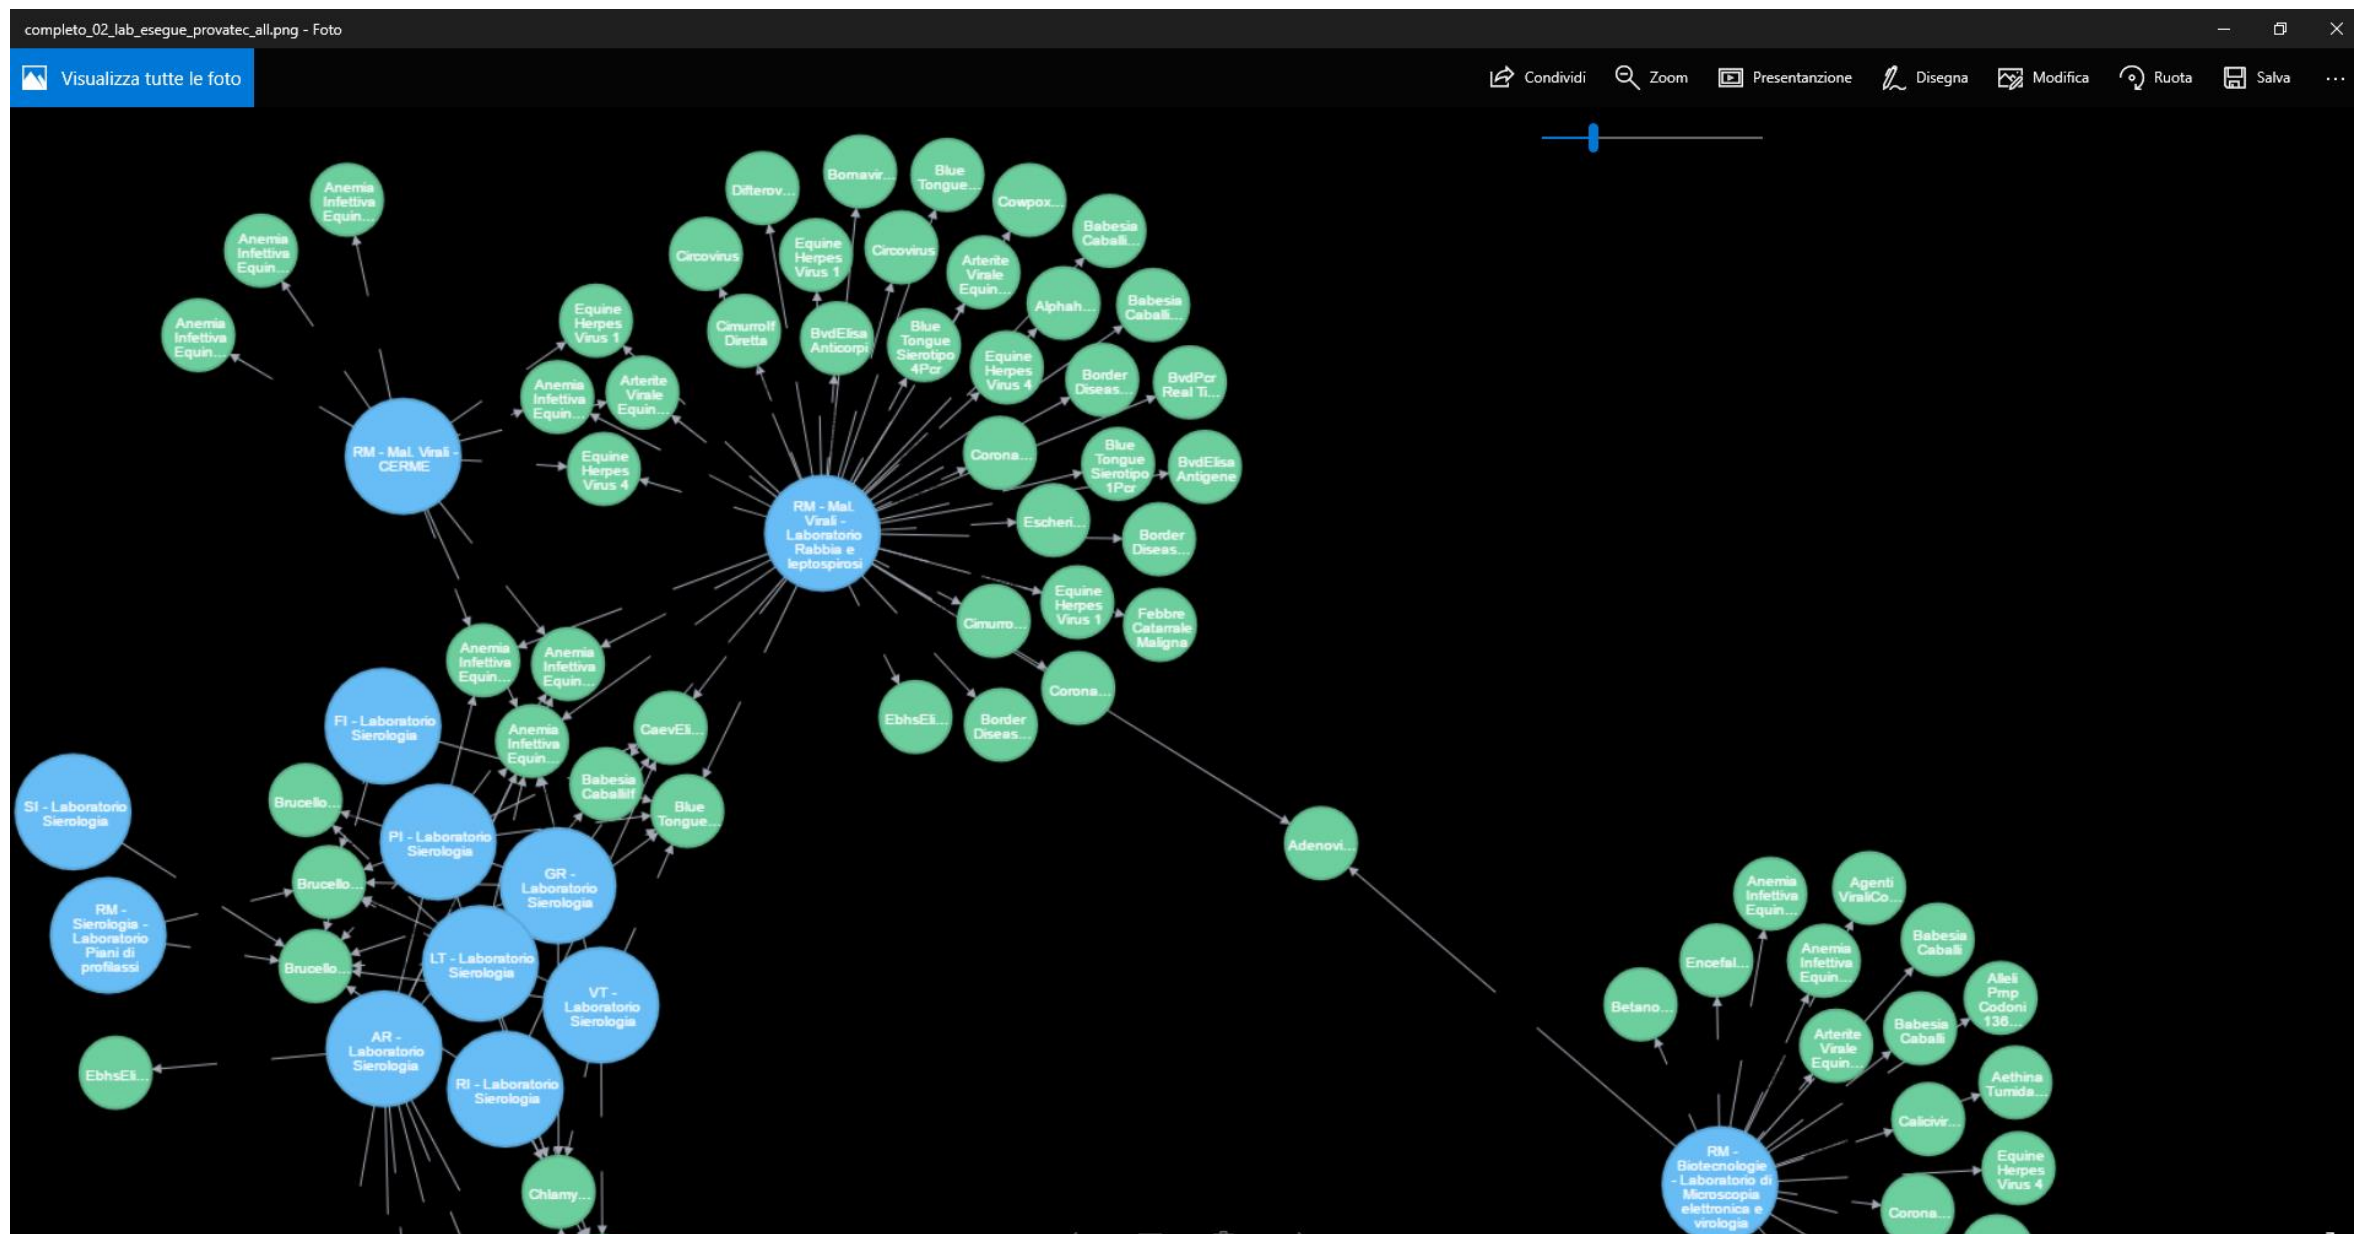 completo_02_lab_esegue_provatec_all.png - Foto
Visualizza tutte le foto
Condividi
Zoom
Presentanzione
Disegna
Modifica
Ruota
Salva
Anemia
Infettiva
Equin...
Anemia
Infettiva
Equin...
Anemia
Infettiva
Equin...
RM - Mal. Virali -
CERME
Equine
Herpes
Virus 1
Anemia
Infettiva
Equin...
Arterite
Virale
Equin...
Equine
Herpes
Virus 4
Difterov...
Bornavir...
Blue
Tongue...
Cowpox...
Babesia
Caballi...
Circovirus
Equine
Herpes
Virus 1
Circovirus
Arterite
Virale
Equin...
Alphah...
Babesia
Caballi...
CimurroIf
Diretta
BvdElisa
Anticorpi
Blue
Tongue
Sierotipo
4Pcr
Equine
Herpes
Virus 4
Border
Diseas...
BvdPcr
Real Ti...
Corona...
Blue
Tongue
Sierotipo
1Pcr
BvdElisa
Antigene
RM - Mal.
Virali -
Laboratorio
Rabbia e
leptospirosi
Escheri...
Border
Diseas...
Equine
Herpes
Virus 1
Febbre
Catarrale
Maligna
Cimurro...
Corona...
EbhsEli...
Border
Diseas...
Anemia
Infettiva
Equin...
Anemia
Infettiva
Equin...
Anemia
Infettiva
Equin...
CaevEli...
Babesia
CaballiIf
Blue
Tongue...
FI - Laboratorio
Sierologia
SI - Laboratorio
Sierologia
Brucello...
PI - Laboratorio
Sierologia
Brucello...
GR -
Laboratorio
Sierologia
RM -
Sierologia -
Laboratorio
Piani di
profilassi
Brucello...
LT - Laboratorio
Sierologia
VT -
Laboratorio
Sierologia
AR -
Laboratorio
Sierologia
EbhsEli...
RI - Laboratorio
Sierologia
Chlamy...
Adenovi...
Anemia
Infettiva
Equin...
Agenti
ViraliCo...
Babesia
Caballi
Encefal...
Anemia
Infettiva
Equin...
Alleli
Prnp
Codoni
136...
Betano...
Arterite
Virale
Equin...
Babesia
Caballi
Aethina
Tumida...
Calicivir...
Equine
Herpes
Virus 4
Corona...
RM -
Biotecnologie
- Laboratorio di
Microscopia
elettronica e
virologia